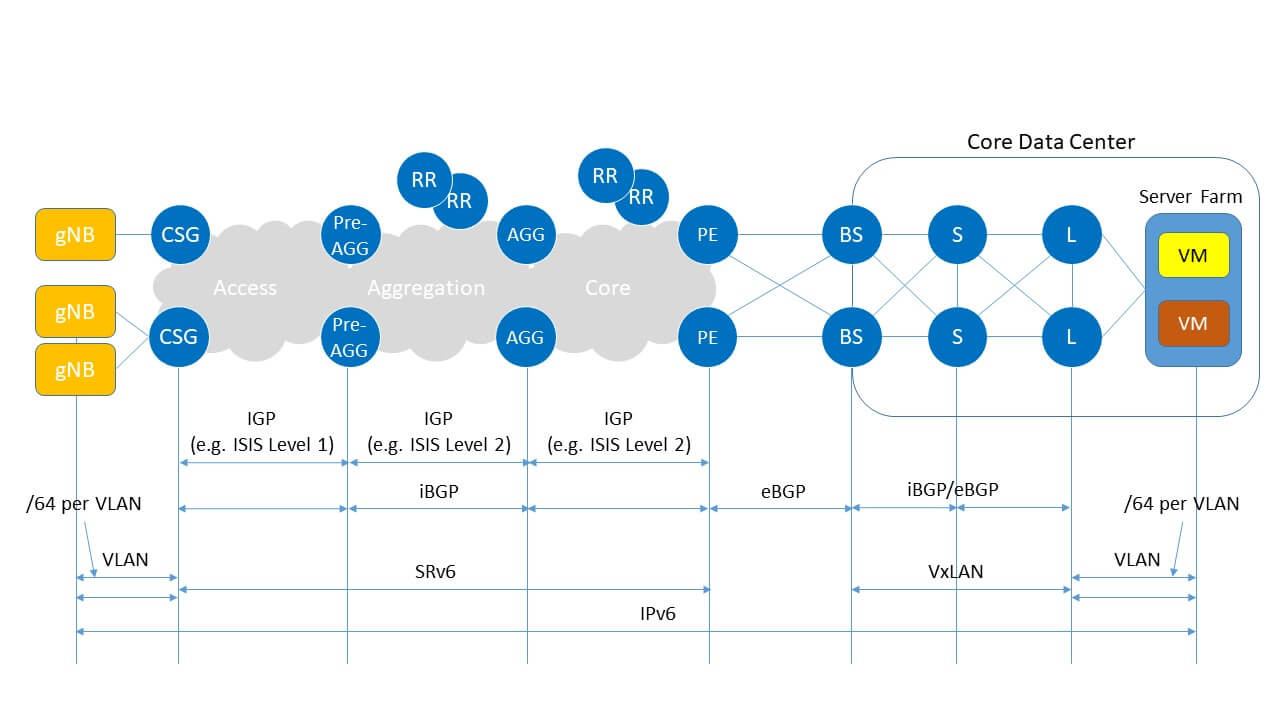 Core Data Center
Server Farm
RR
RR
RR
RR
gNB
CSG
Pre-
AGG
AGG
PE
BS
S
L
VM
Access
Aggregation
Core
gNB
CSG
Pre-
AGG
AGG
PE
BS
S
L
VM
gNB
IGP
(e.g. ISIS Level 1)
IGP
(e.g. ISIS Level 2)
IGP
(e.g. ISIS Level 2)
iBGP
eBGP
iBGP/eBGP
/64 per VLAN
/64 per VLAN
VLAN
SRv6
VxLAN
VLAN
IPv6